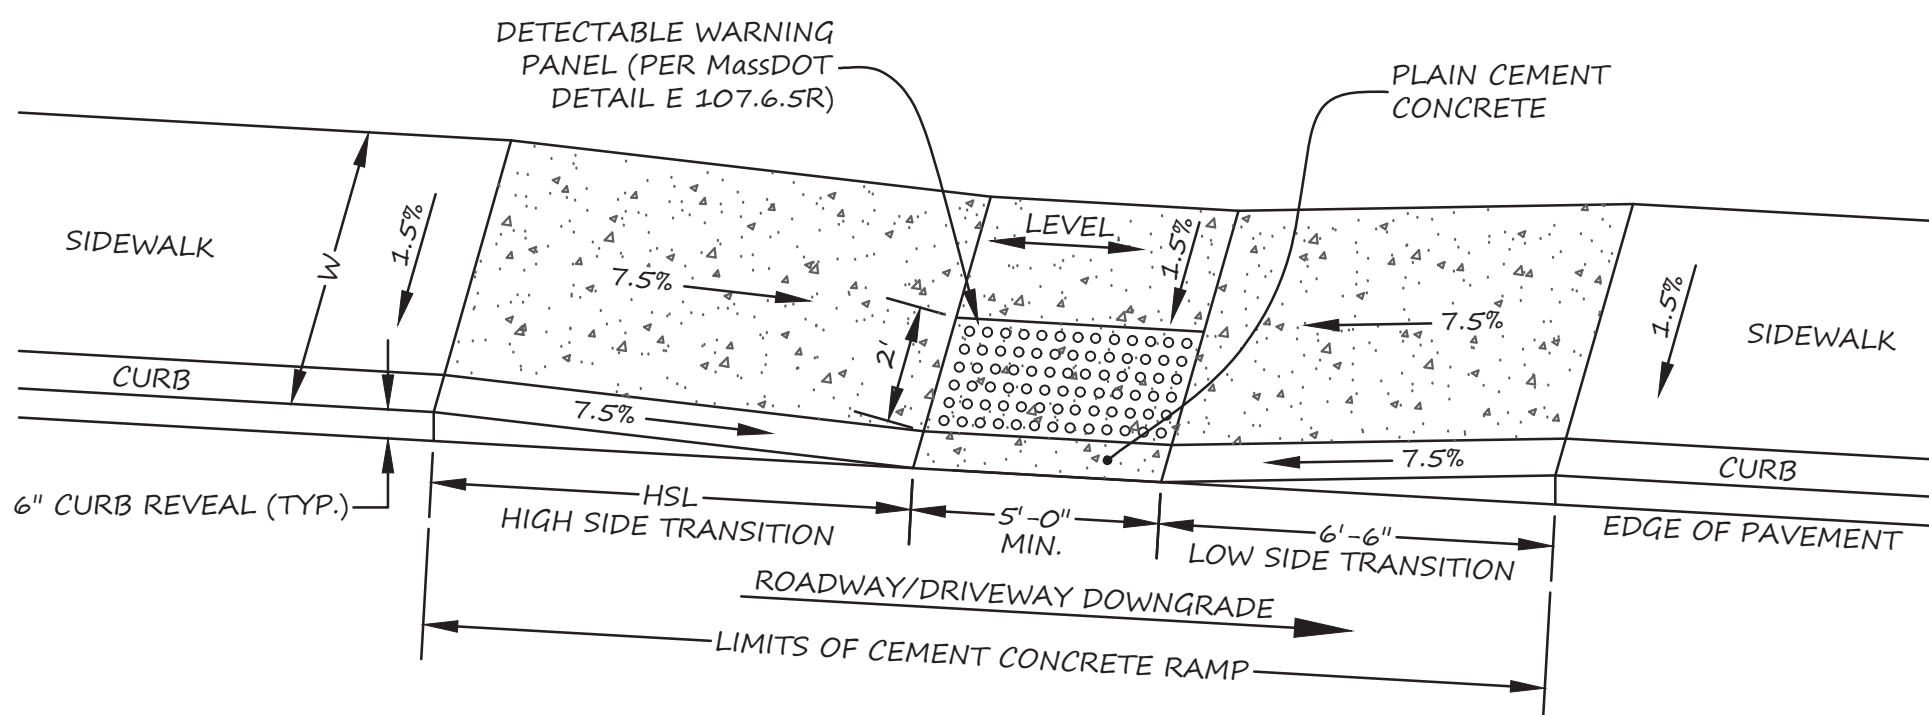 DETECTABLE WARNING
PANEL (PER MassDOT
DETAIL E 107.6.5R)
PLAIN CEMENT
CONCRETE
SIDEWALK
W
1.5%
7.5%
LEVEL
1.5%
7.5%
1.5%
SIDEWALK
2'
CURB
7.5%
7.5%
CURB
6" CURB REVEAL (TYP.)
HSL
HIGH SIDE TRANSITION
5'-0"
MIN.
6'-6"
LOW SIDE TRANSITION
EDGE OF PAVEMENT
ROADWAY/DRIVEWAY DOWNGRADE
LIMITS OF CEMENT CONCRETE RAMP